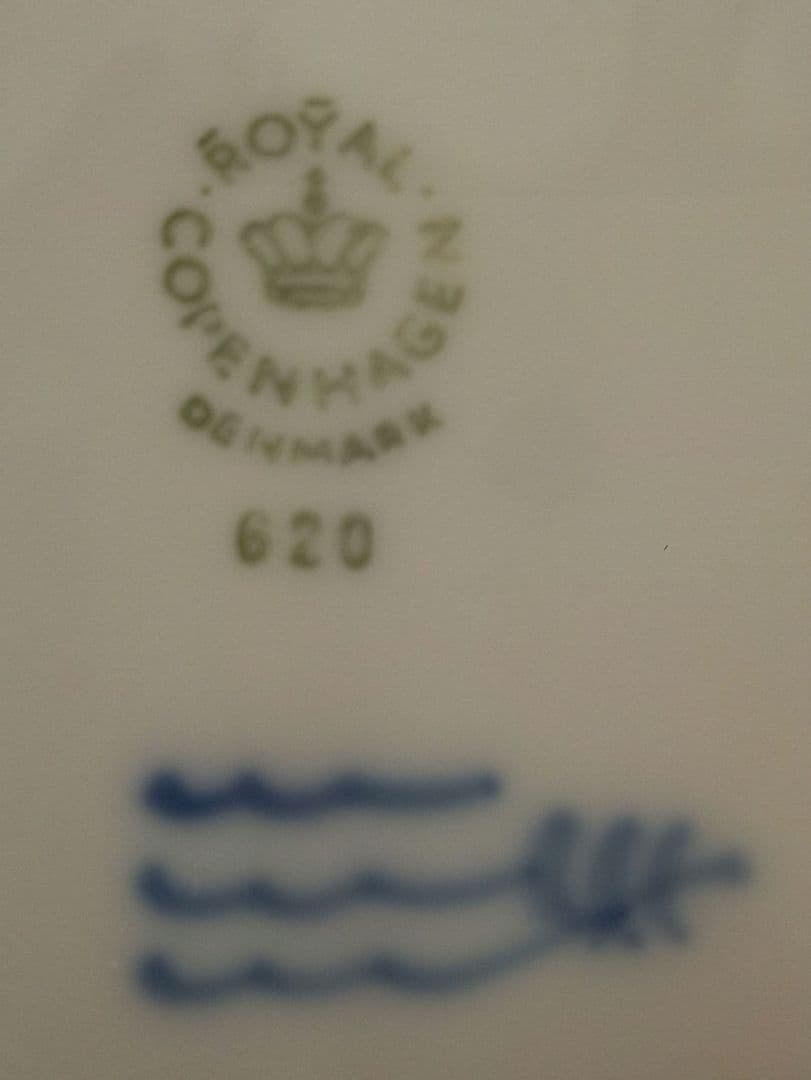 ROYAL
COPENHAGEN
DENMARK
620